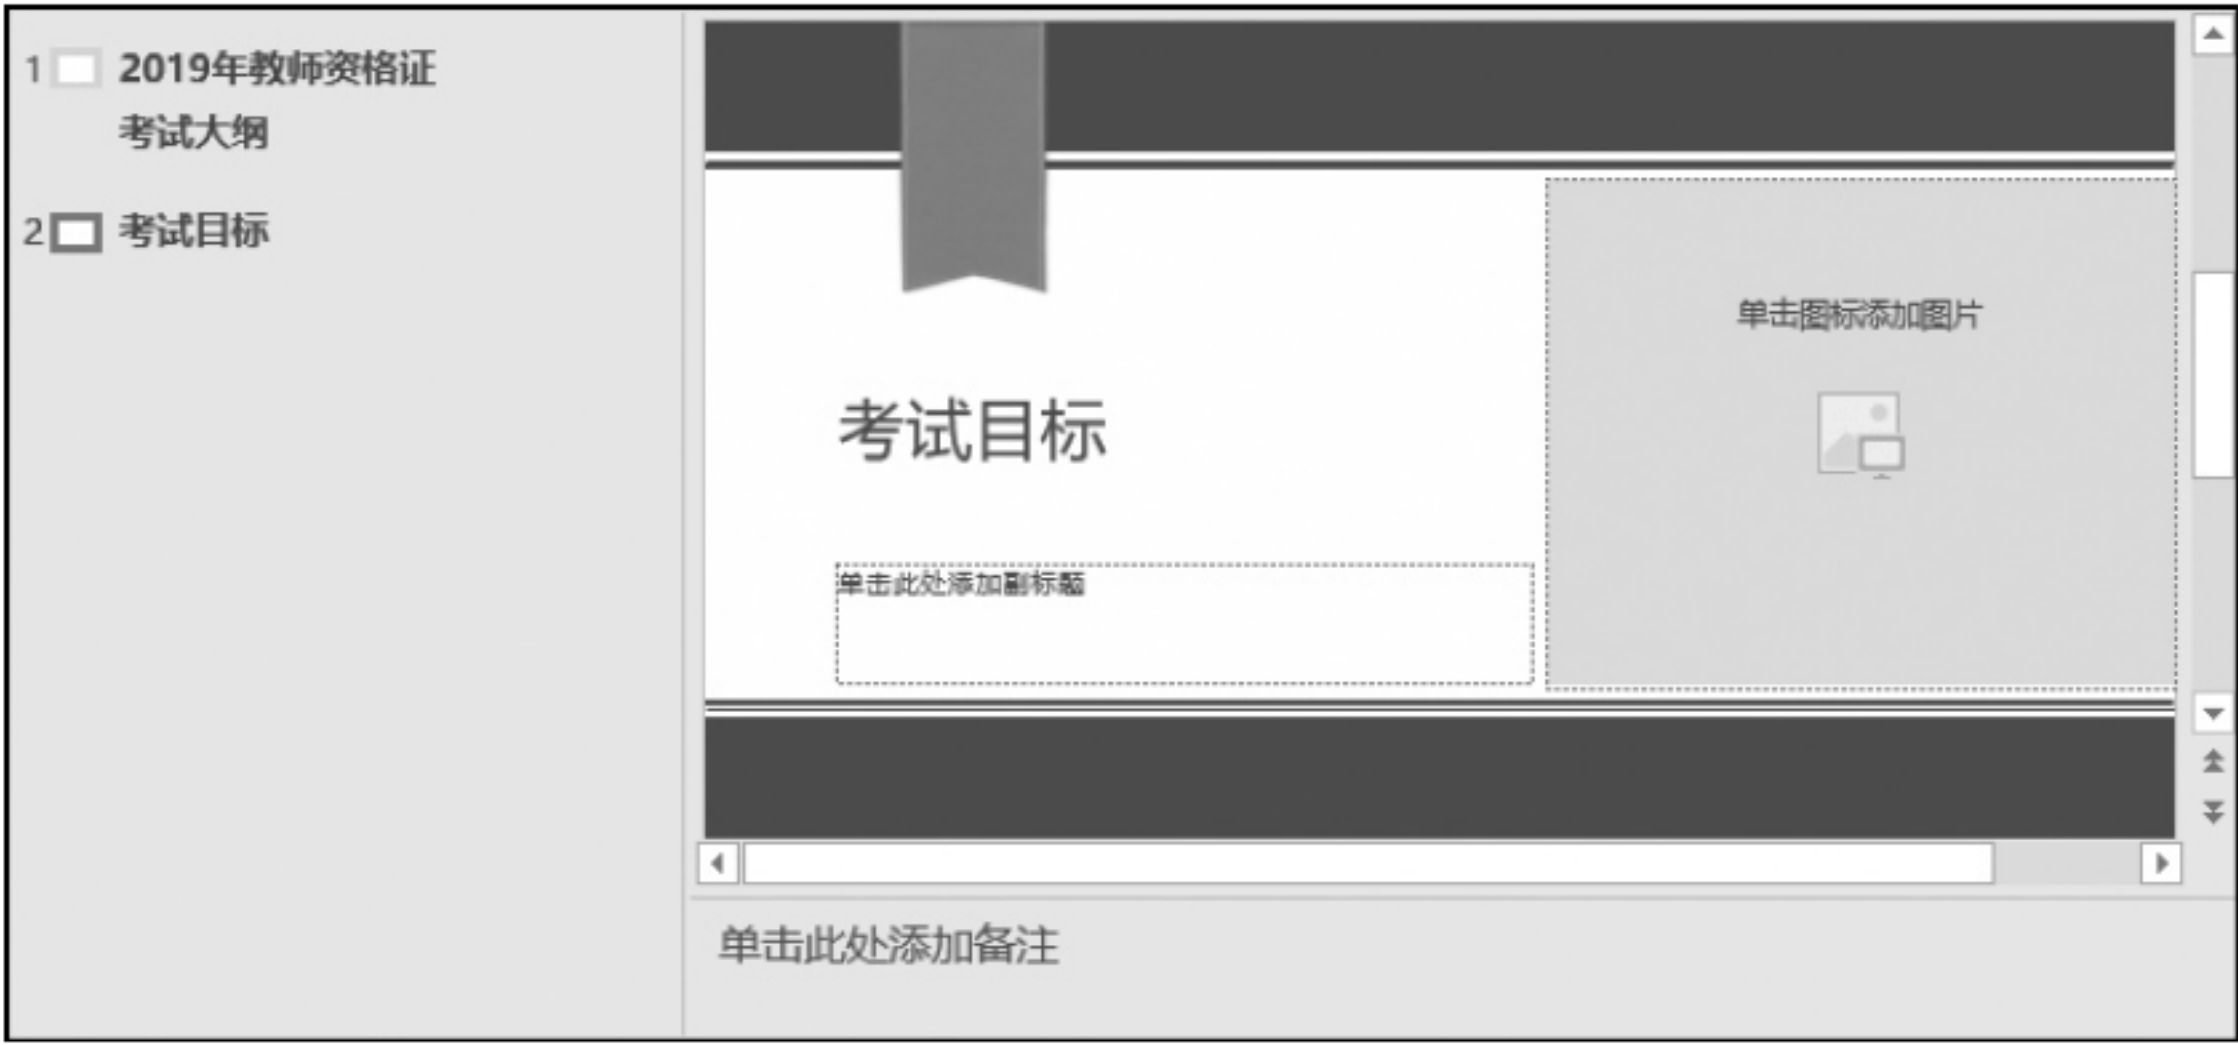 1 2019年教师资格证
考试大纲
2 考试目标
单击图标添加图片
考试目标
单击此处添加副标题
单击此处添加备注